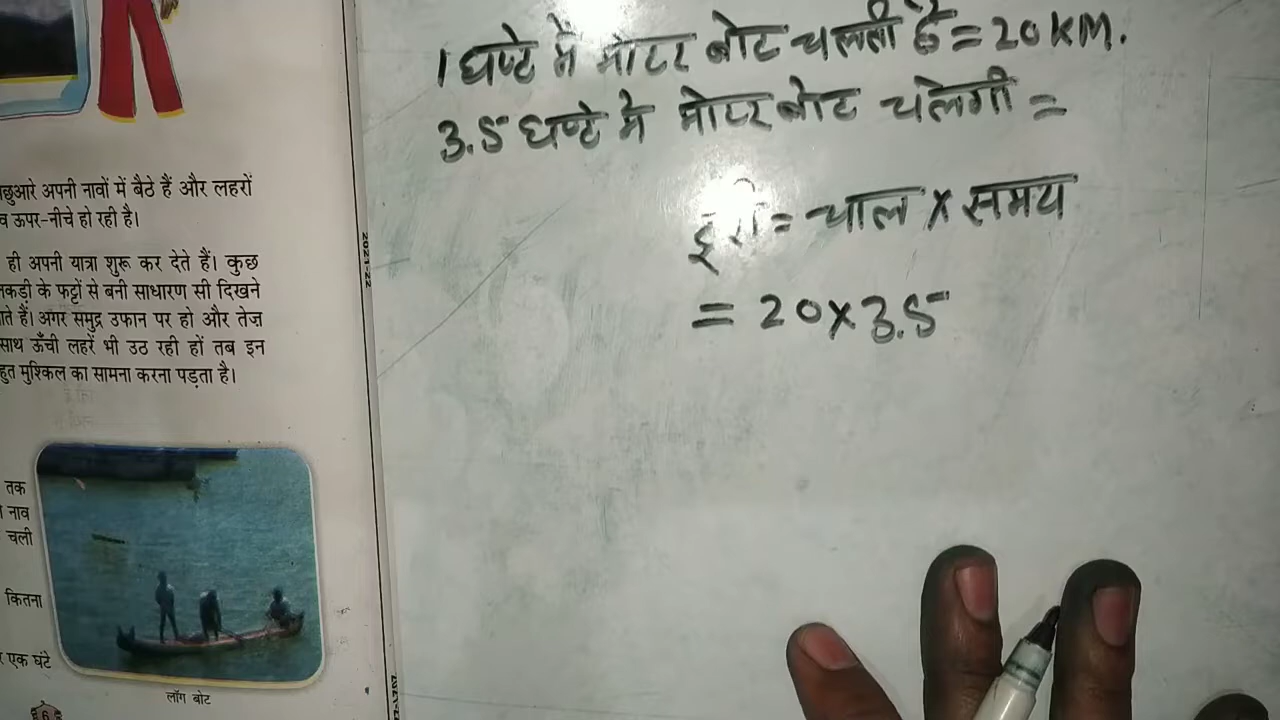 1 घण्टे में मोटर बोट चलती है = 20 KM.
3.5 घण्टे में मोटर बोट चलेगी =
दूरी = चाल × समय
= 20 × 3.5
छुआरे अपनी नावों में बैठे हैं और लहरों
ऊपर-नीचे हो रही है।
ही अपनी यात्रा शुरू कर देते हैं। कुछ
कड़ी के फट्टों से बनी साधारण सी दिखने
ते हैं। अगर समुद्र उफान पर हो और तेज़
साथ ऊँची लहरें भी उठ रही हों तब इन
हुत मुश्किल का सामना करना पड़ता है।
तक
नाव
चली
कितना
एक घंटे
लॉग बोट
2021-22